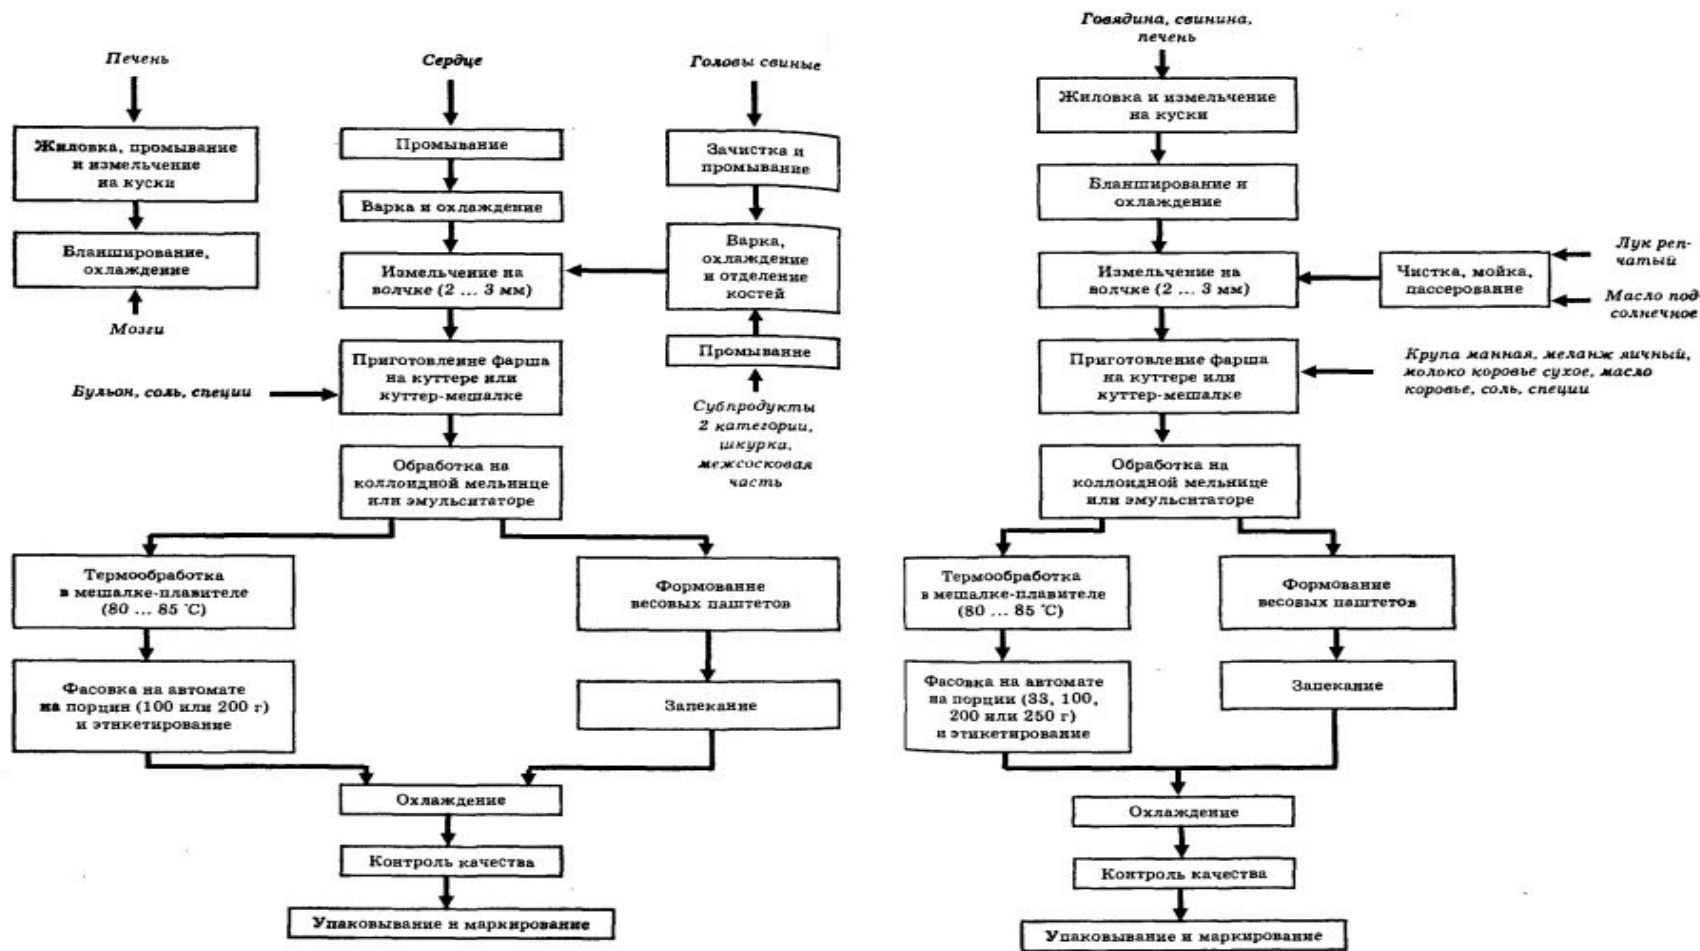 Печень
Жиловка, промывание
и измельчение
на куски
Бланширование,
охлаждение
Мозги
Сердце
Промывание
Варка и охлаждение
Измельчение на
волчке (2 ... 3 мм)
Бульон, соль, специи
Приготовление фарша
на куттере или
куттер-мешалке
Обработка на
коллоидной мельнице
или эмульситаторе
Головы свиные
Зачистка и
промывание
Варка,
охлаждение
и отделение
костей
Промывание
Субпродукты
2 категории,
шкурка,
межсосковая
часть
Термообработка
в мешалке-плавителе
(80 ... 85 °С)
Фасовка на автомате
на порции (100 или 200 г)
и этикетирование
Формование
весовых паштетов
Запекание
Охлаждение
Контроль качества
Упаковывание и маркирование
Говядина, свинина,
печень
Жиловка и измельчение
на куски
Бланширование и
охлаждение
Измельчение на
волчке (2 ... 3 мм)
Чистка, мойка,
пассерование
Лук реп-
чатый
Масло под-
солнечное
Приготовление фарша
на куттере или
куттер-мешалке
Крупа манная, меланж яичный,
молоко коровье сухое, масло
коровье, соль, специи
Обработка на
коллоидной мельнице
или эмульситаторе
Термообработка
в мешалке-плавителе
(80 ... 85 °С)
Фасовка на автомате
на порции (33, 100,
200 или 250 г)
и этикетирование
Формование
весовых паштетов
Запекание
Охлаждение
Контроль качества
Упаковывание и маркирование